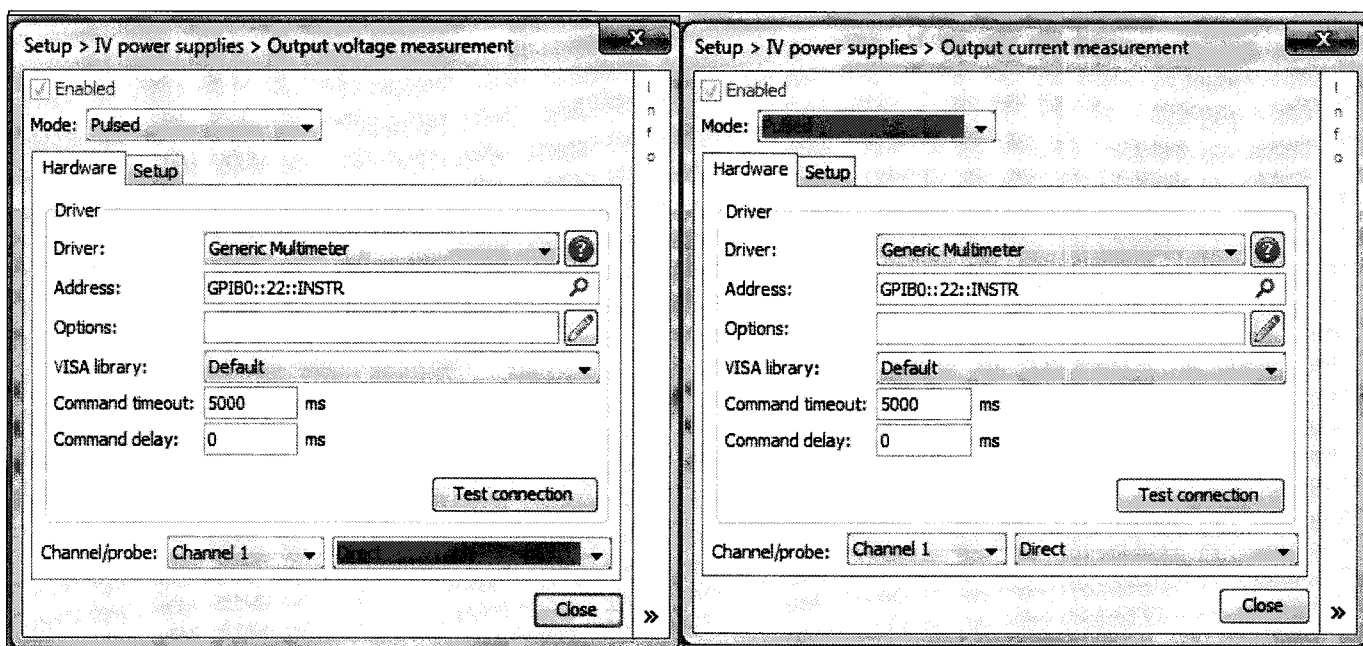 Setup > IV power supplies > Output voltage measurement
Enabled
Mode: Pulsed
Hardware Setup
Driver
Driver: Generic Multimeter
Address: GPIB0::22::INSTR
Options:
VISA library: Default
Command timeout: 5000 ms
Command delay: 0 ms
Test connection
Channel/probe: Channel 1 Direct
Close
»
Info
Setup > IV power supplies > Output current measurement
Enabled
Mode: Pulsed
Hardware Setup
Driver
Driver: Generic Multimeter
Address: GPIB0::22::INSTR
Options:
VISA library: Default
Command timeout: 5000 ms
Command delay: 0 ms
Test connection
Channel/probe: Channel 1 Direct
Close
»
Info